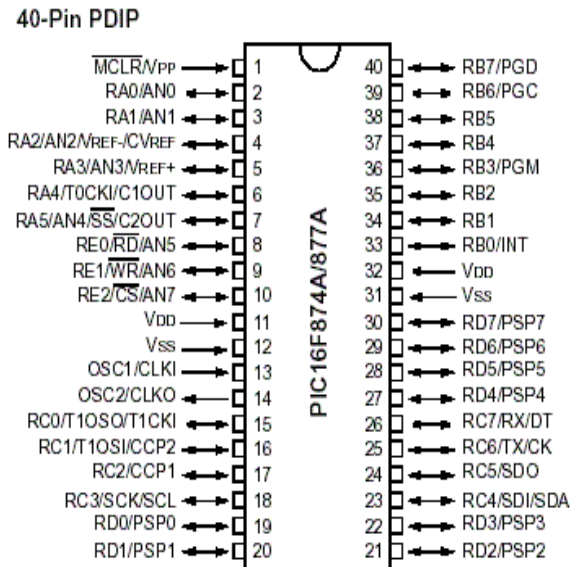 40-Pin PDIP
MCLR/VPP 1
RA0/AN0 2
RA1/AN1 3
RA2/AN2/VREF-/CVREF 4
RA3/AN3/VREF+ 5
RA4/T0CKI/C1OUT 6
RA5/AN4/SS/C2OUT 7
RE0/RD/AN5 8
RE1/WR/AN6 9
RE2/CS/AN7 10
VDD 11
VSS 12
OSC1/CLKI 13
OSC2/CLKO 14
RC0/T1OSO/T1CKI 15
RC1/T1OSI/CCP2 16
RC2/CCP1 17
RC3/SCK/SCL 18
RD0/PSP0 19
RD1/PSP1 20
PIC16F874A/877A
40 RB7/PGD
39 RB6/PGC
38 RB5
37 RB4
36 RB3/PGM
35 RB2
34 RB1
33 RB0/INT
32 VDD
31 VSS
30 RD7/PSP7
29 RD6/PSP6
28 RD5/PSP5
27 RD4/PSP4
26 RC7/RX/DT
25 RC6/TX/CK
24 RC5/SDO
23 RC4/SDI/SDA
22 RD3/PSP3
21 RD2/PSP2